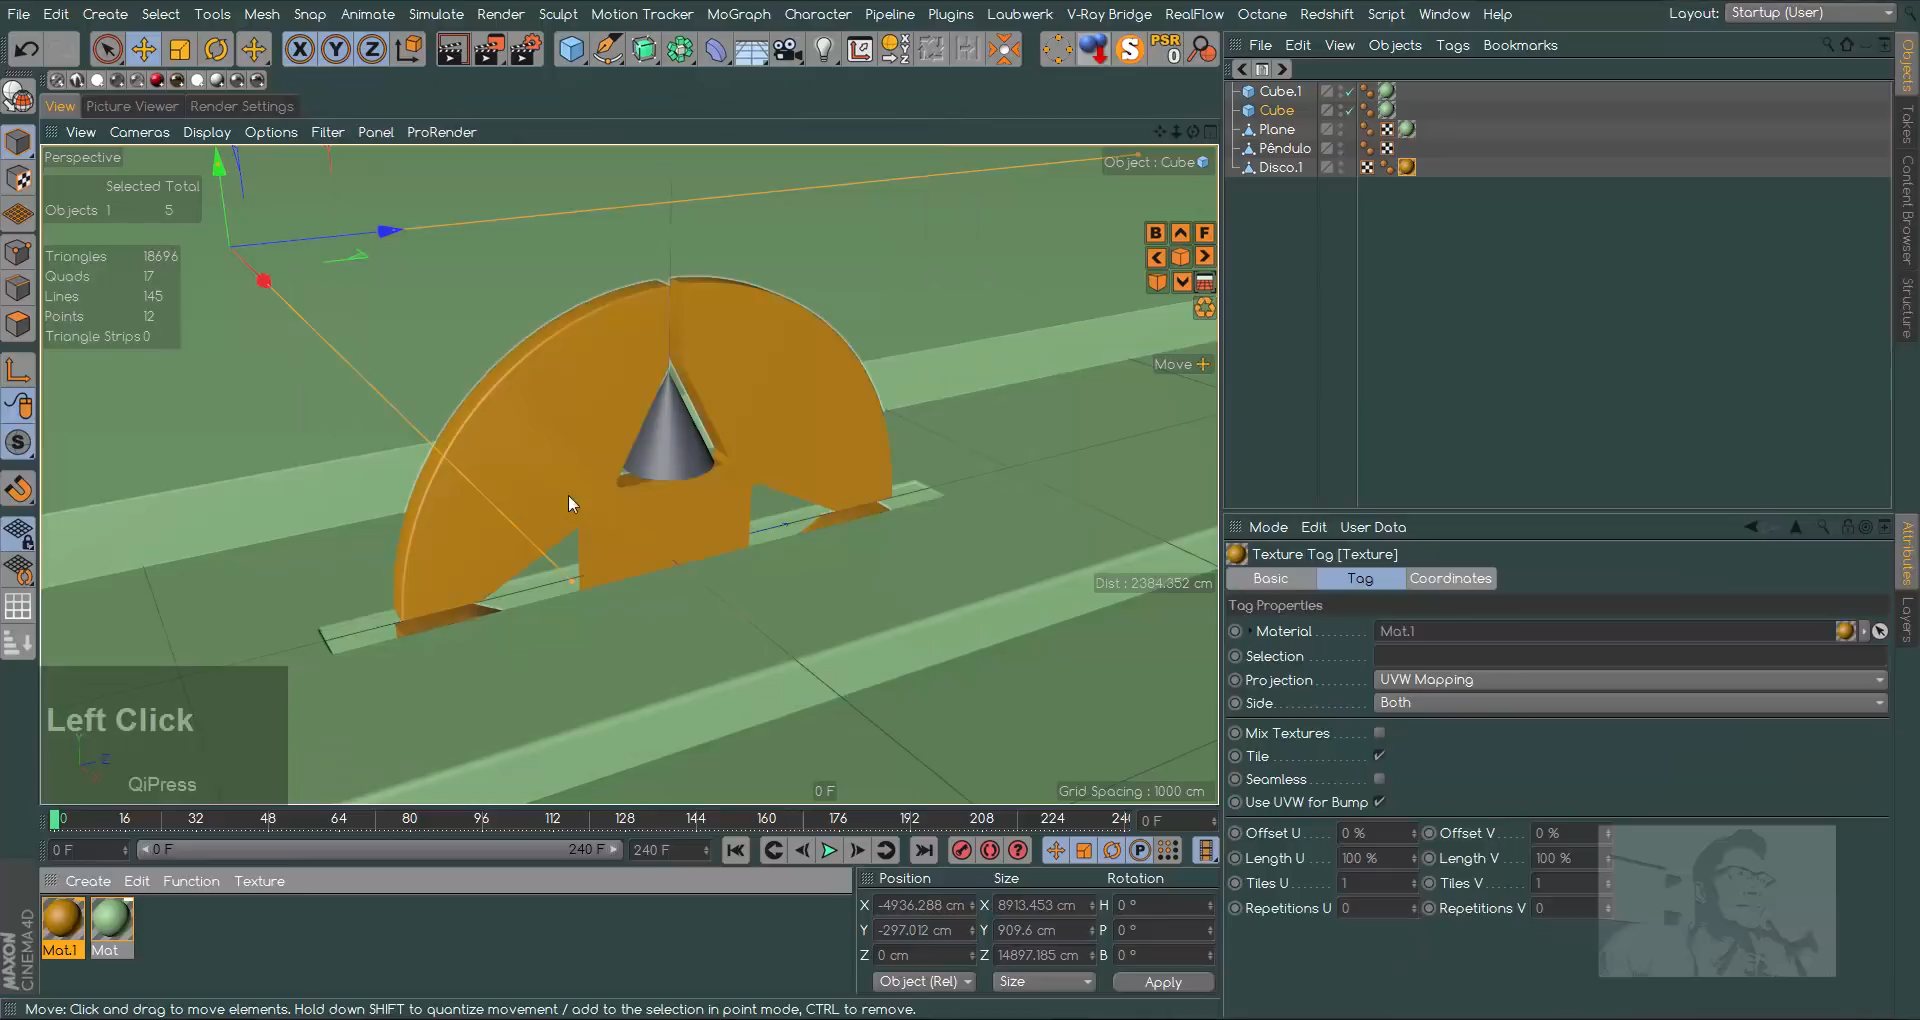 File Edit Create Select Tools Mesh Snap Animate Simulate Render Sculpt Motion Tracker MoGraph Character Pipeline Plugins Laubwerk V-Ray Bridge RealFlow Octane Redshift Script Window Help
Layout: Startup (User)
X Y Z
S PSR 0
File Edit View Objects Tags Bookmarks
View Picture Viewer Render Settings
View Cameras Display Options Filter Panel ProRender
Perspective
Object : Cube
Selected Total
Objects 1 5
Triangles 18696
Quads 17
Lines 145
Points 12
Triangle Strips 0
B F
Move
Dist : 2384.352 cm
Left Click
QiPress
0 F
Grid Spacing : 1000 cm
Cube.1
Cube
Plane
Pêndulo
Disco.1
Objects
Takes
Content Browser
Structure
Mode Edit User Data
Texture Tag [Texture]
Basic Tag Coordinates
Tag Properties
Material Mat.1
Selection
Projection UVW Mapping
Side Both
Mix Textures
Tile
Seamless
Use UVW for Bump
Offset U 0 % Offset V 0 %
Length U 100 % Length V 100 %
Tiles U 1 Tiles V 1
Repetitions U 0 Repetitions V 0
Attributes
Layers
0 16 32 48 64 80 96 112 128 144 160 176 192 208 224 0 F
0 F 0 F 240 F 240 F
P
Create Edit Function Texture
Mat.1 Mat
Position Size Rotation
X -4936.288 cm X 8913.453 cm H 0 °
Y -297.012 cm Y 909.6 cm P 0 °
Z 0 cm Z 14897.185 cm B 0 °
Object (Rel) Size Apply
MAXON CINEMA 4D
Move: Click and drag to move elements. Hold down SHIFT to quantize movement / add to the selection in point mode, CTRL to remove.